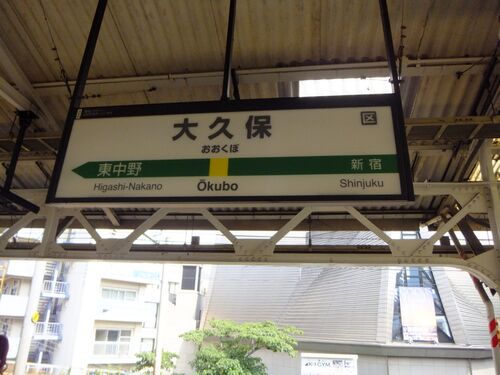 大久保
区
おおくぼ
東中野
新宿
Higashi-Nakano
Ōkubo
Shinjuku